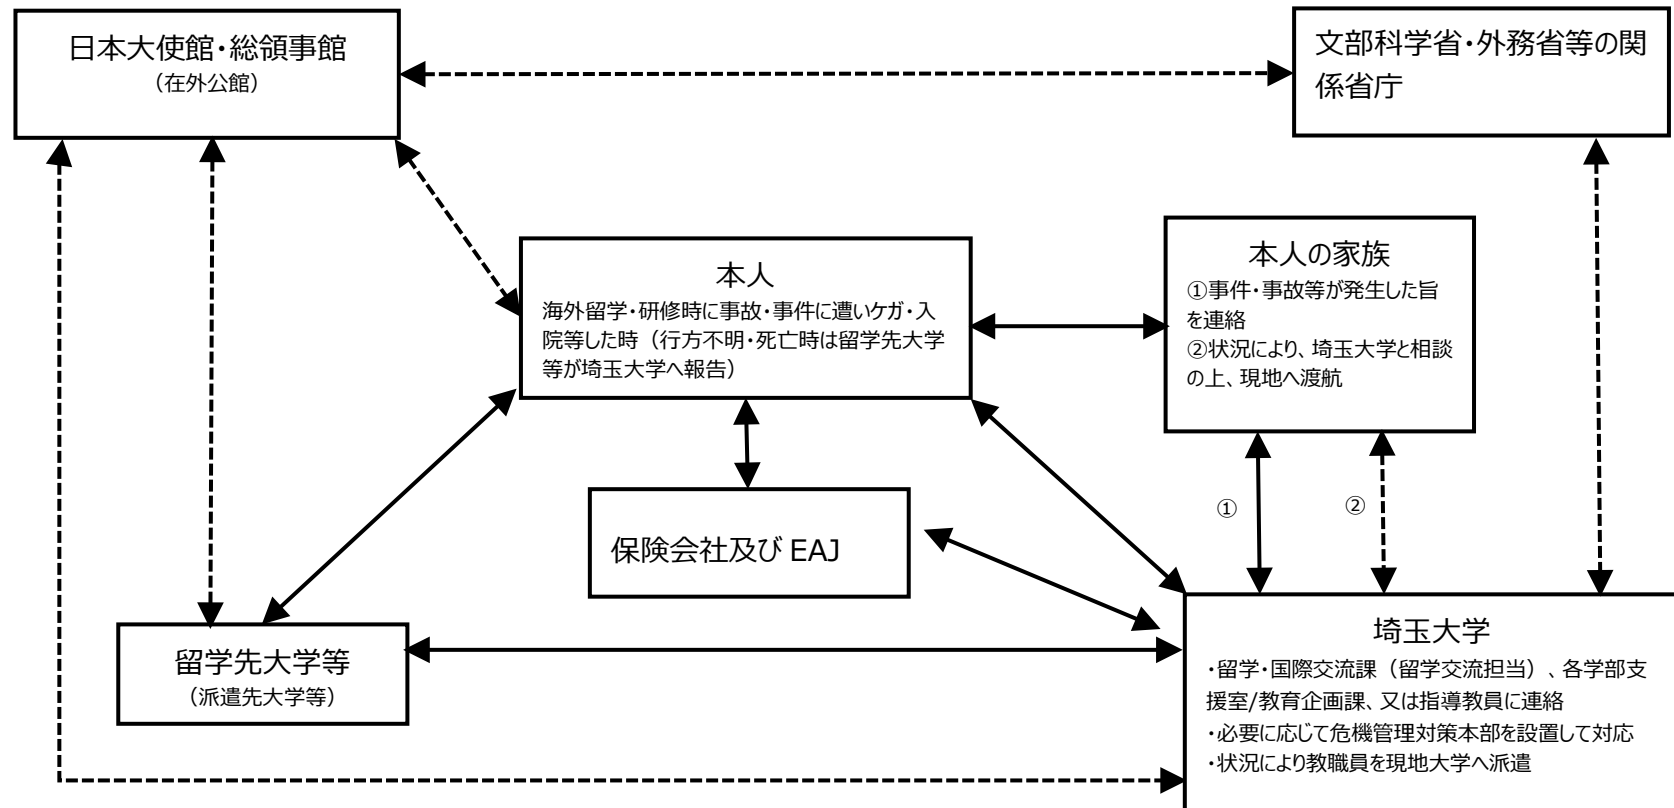 日本大使館・総領事館
（在外公館）
文部科学省・外務省等の関
係省庁
本人
海外留学・研修時に事故・事件に遭いケガ・入
院等した時（行方不明・死亡時は留学先大学
等が埼玉大学へ報告）
本人の家族
①事件・事故等が発生した旨
を連絡
②状況により、埼玉大学と相談
の上、現地へ渡航
①
②
保険会社及び EAJ
留学先大学等
（派遣先大学等）
埼玉大学
・留学・国際交流課（留学交流担当）、各学部支
援室/教育企画課、又は指導教員に連絡
・必要に応じて危機管理対策本部を設置して対応
・状況により教職員を現地大学へ派遣